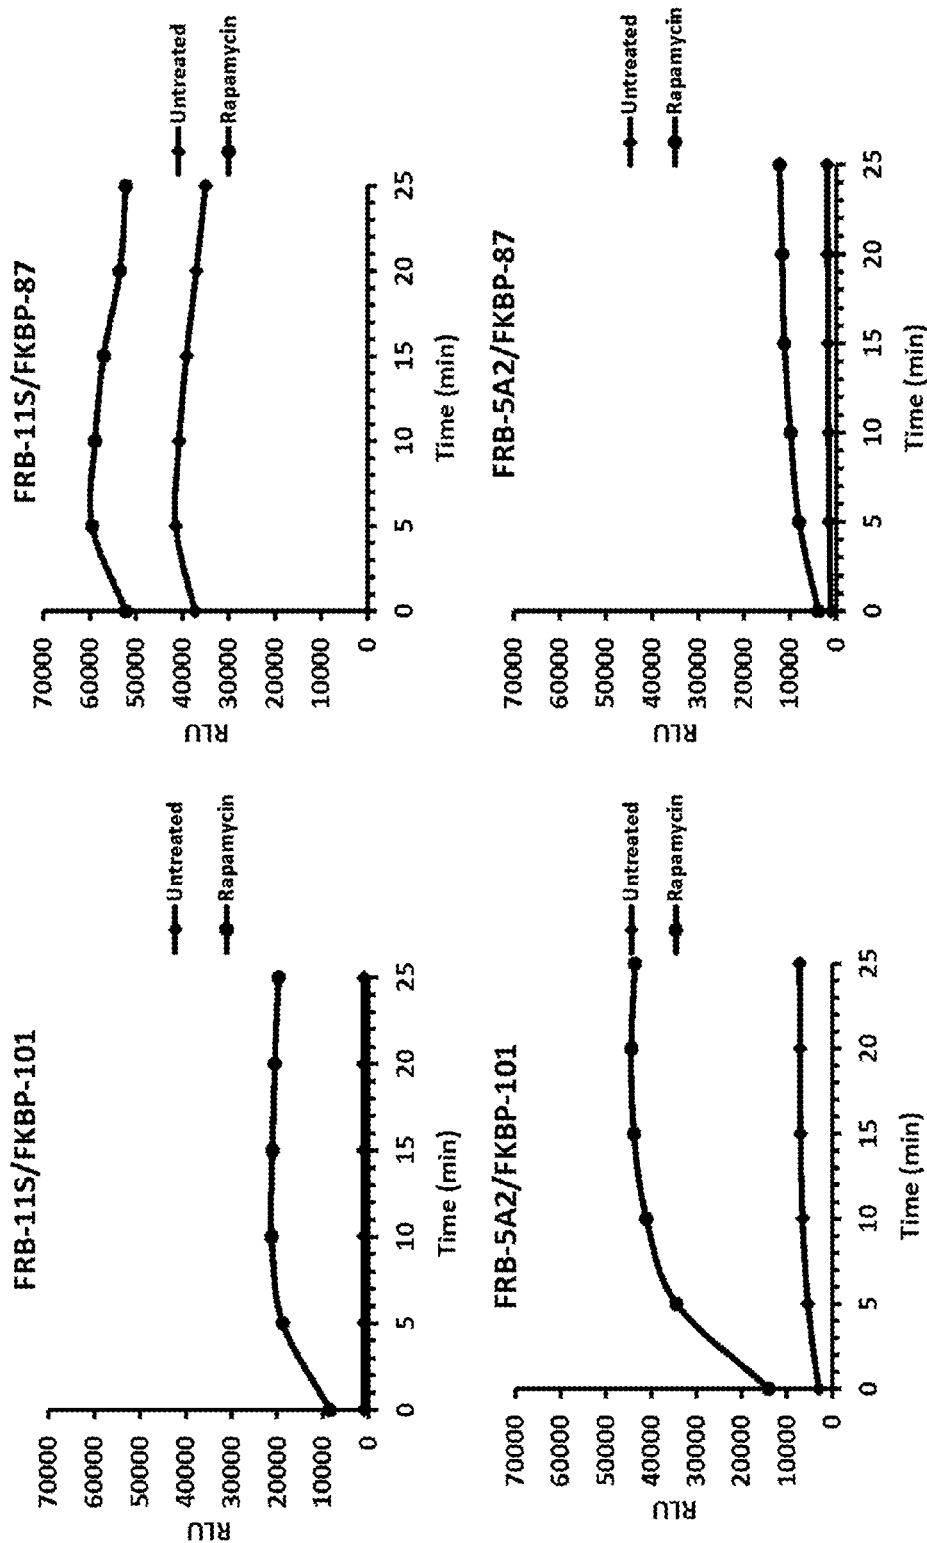 FRB-11S/FKBP-101
70000
60000
50000
40000
30000
20000
10000
0
RLU
0 5 10 15 20 25
Time (min)
Untreated
Rapamycin
FRB-11S/FKBP-87
70000
60000
50000
40000
30000
20000
10000
0
RLU
0 5 10 15 20 25
Time (min)
Untreated
Rapamycin
FRB-5A2/FKBP-101
70000
60000
50000
40000
30000
20000
10000
0
RLU
0 5 10 15 20 25
Time (min)
Untreated
Rapamycin
FRB-5A2/FKBP-87
70000
60000
50000
40000
30000
20000
10000
0
RLU
0 5 10 15 20 25
Time (min)
Untreated
Rapamycin